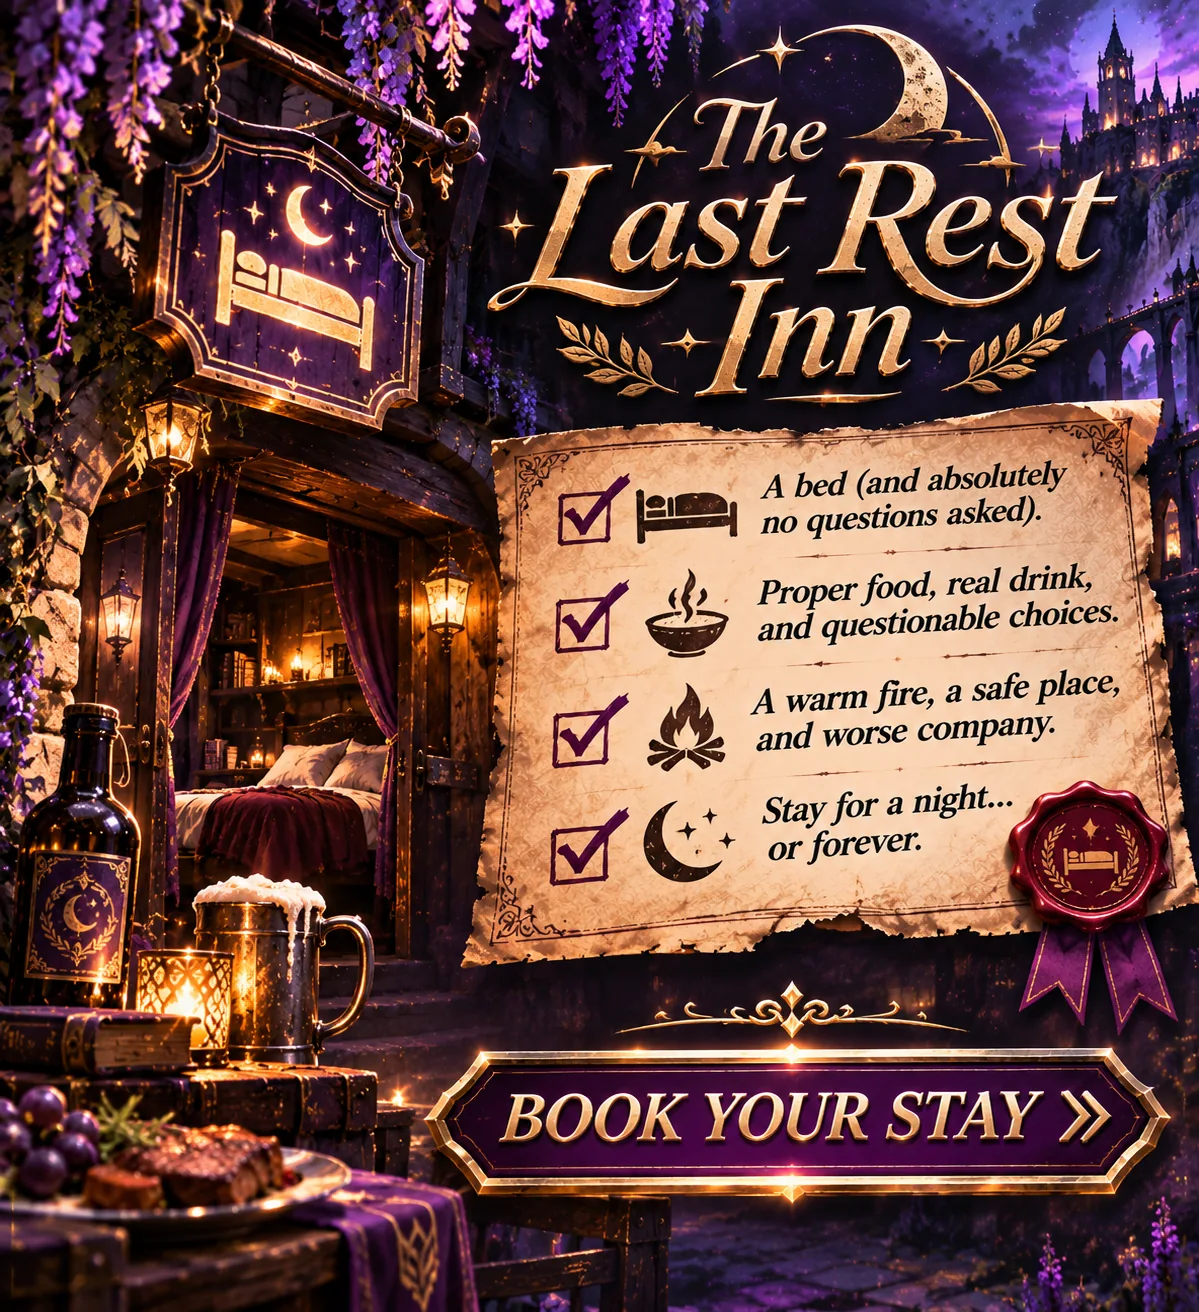 The
Last Rest
Inn
A bed (and absolutely
no questions asked).
Proper food, real drink,
and questionable choices.
A warm fire, a safe place,
and worse company.
Stay for a night...
or forever.
BOOK YOUR STAY »